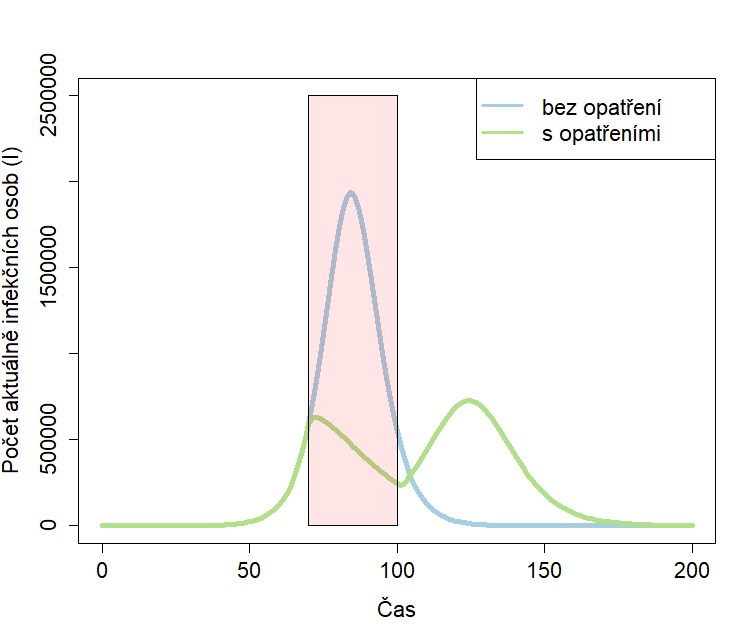 bez opatření
s opatřeními
Počet aktuálně infekčních osob (I)
2500000
1500000
500000
0
0 50 100 150 200
Čas